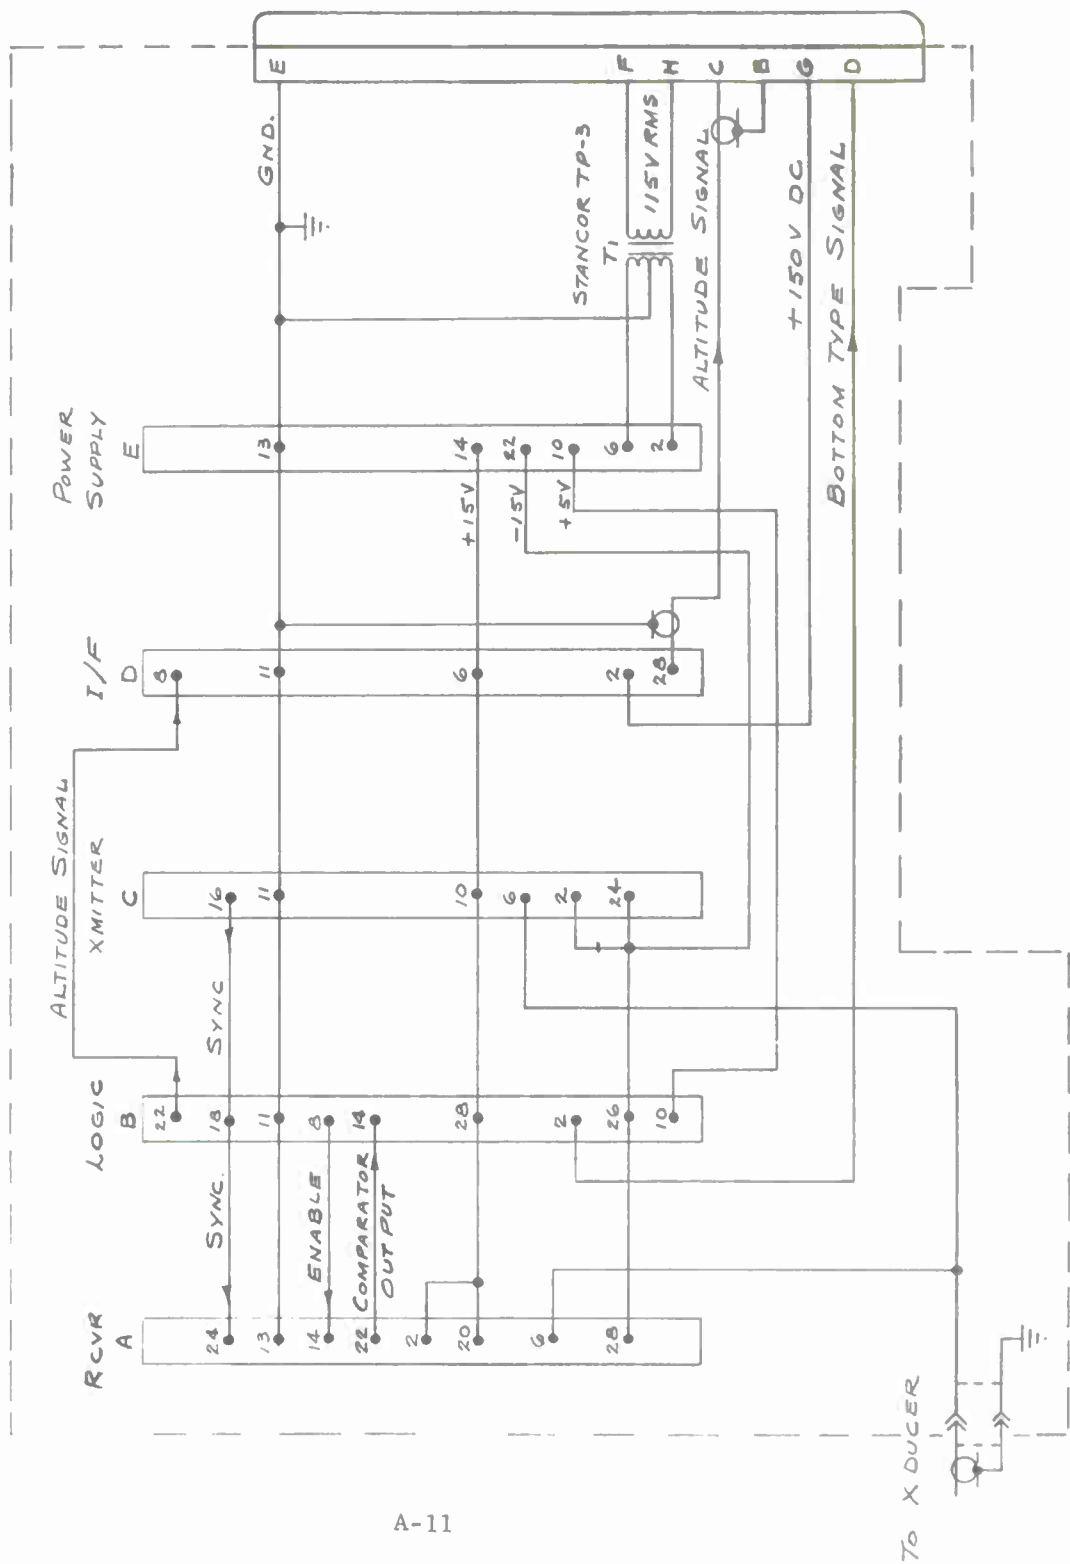 RCVR
A
LOGIC
B
XMITTER
C
I/F
D
POWER
SUPPLY
E
ALTITUDE SIGNAL
22
8
24
SYNC.
18
SYNC
16
13
11
11
11
13
GND.
E
14
ENABLE
8
22
COMPARATOR
OUTPUT
14
2
20
28
10
6
14
+15V
6
6
22
-15V
2
2
10
+5V
28
26
24
2
6
F
10
28
2
H
STANCOR TP-3
T1
115V RMS
ALTITUDE SIGNAL
C
B
+150V DC
G
BOTTOM TYPE SIGNAL
D
TO XDUCER
A-11